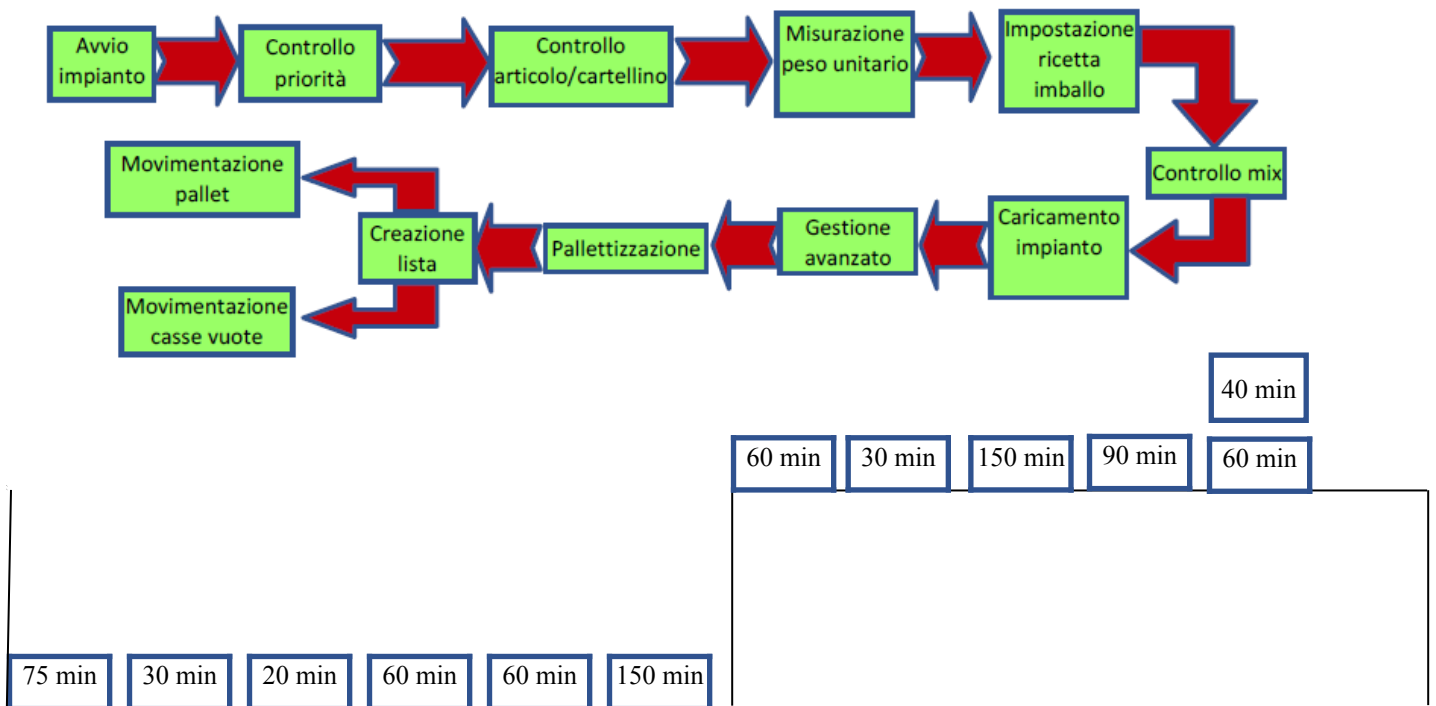 Avvio
impianto
Controllo
priorità
Controllo
articolo/cartellino
Misurazione
peso unitario
Impostazione
ricetta
imballo
Controllo mix
Caricamento
impianto
Gestione
avanzato
Pallettizzazione
Creazione
lista
Movimentazione
pallet
Movimentazione
casse vuote
40 min
60 min
30 min
150 min
90 min
60 min
75 min
30 min
20 min
60 min
60 min
150 min